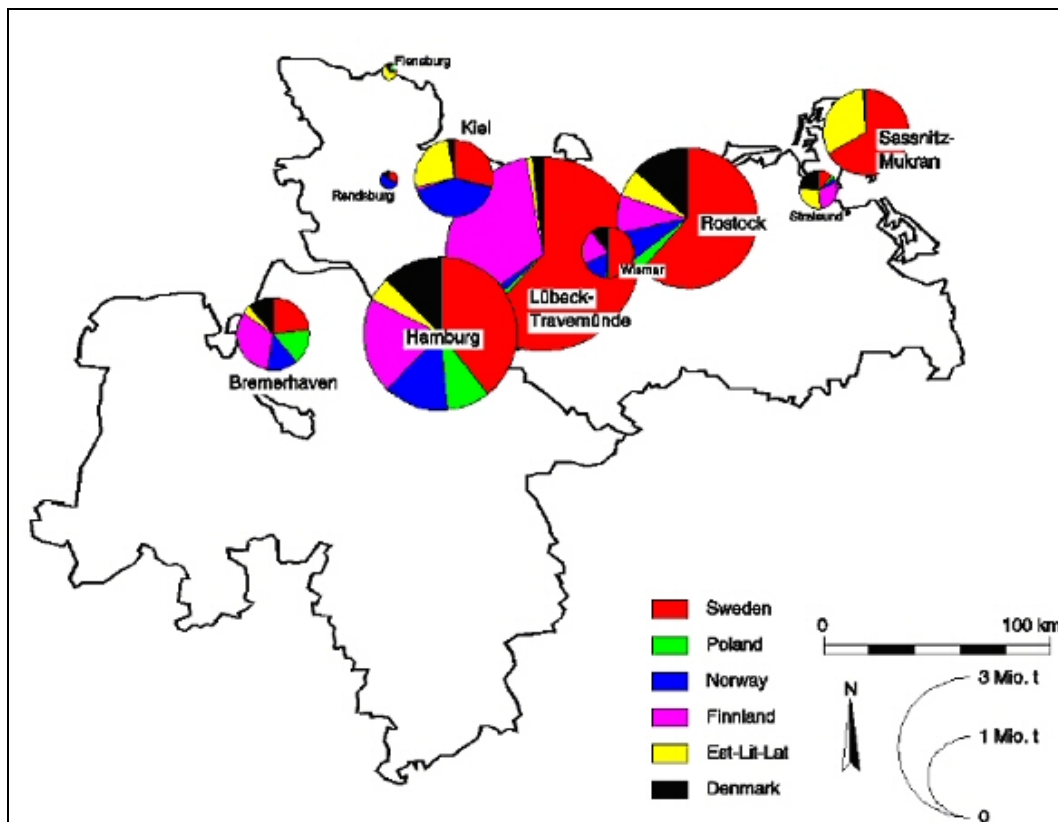 Flensburg
Kiel
Rendsburg
Sassnitz-
Mukran
Stralsund
Rostock
Wismar
Lübeck-
Travemünde
Hamburg
Bremerhaven
Sweden
Poland
Norway
Finnland
Est-Lit-Lat
Denmark
0
100 km
N
3 Mio. t
1 Mio. t
0